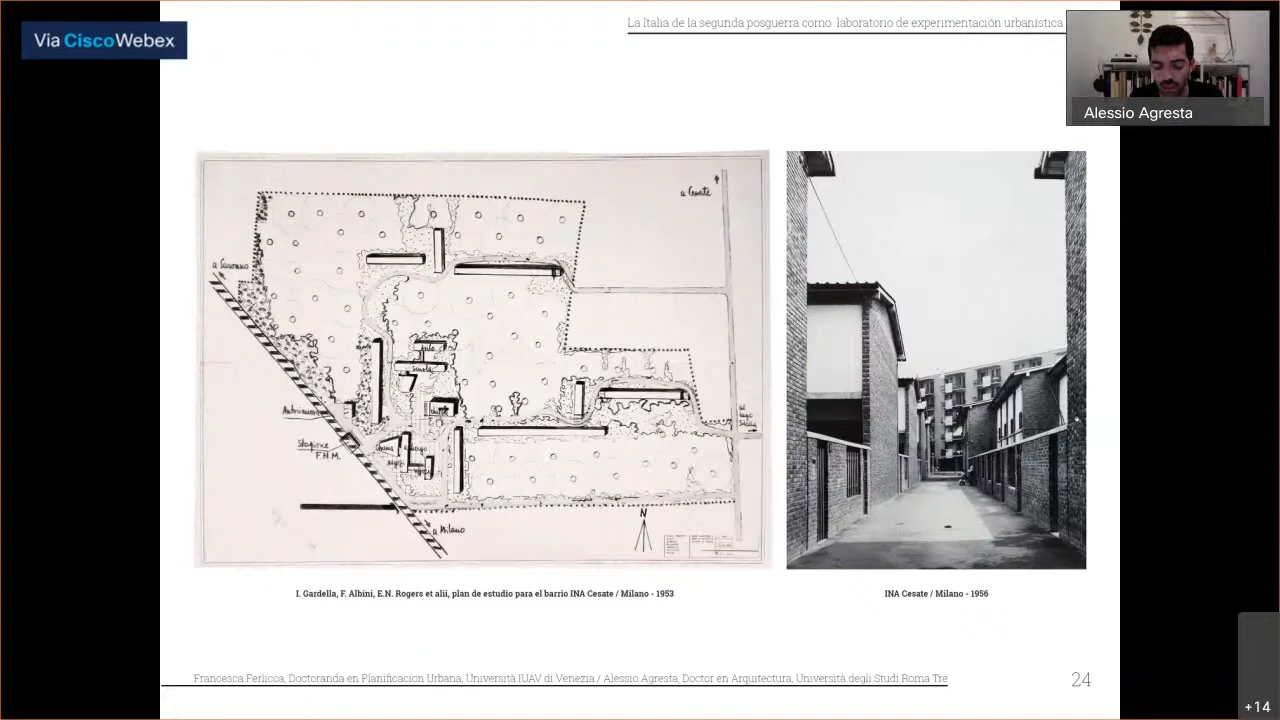 La Italia de la segunda posguerra como laboratorio de experimentación urbanística
Via CiscoWebex
Alessio Agresta
a Cesate
Stazione
F.N.M.
N
a Milano
I. Gardella, F. Albini, E.N. Rogers et alii, plan de estudio para el barrio INA Cesate / Milano - 1953
INA Cesate / Milano - 1956
Francesca Ferlicca, Doctoranda en Planificacion Urbana, Università IUAV di Venezia / Alessio Agresta, Doctor en Arquitectura, Università degli Studi Roma Tre
24
+14